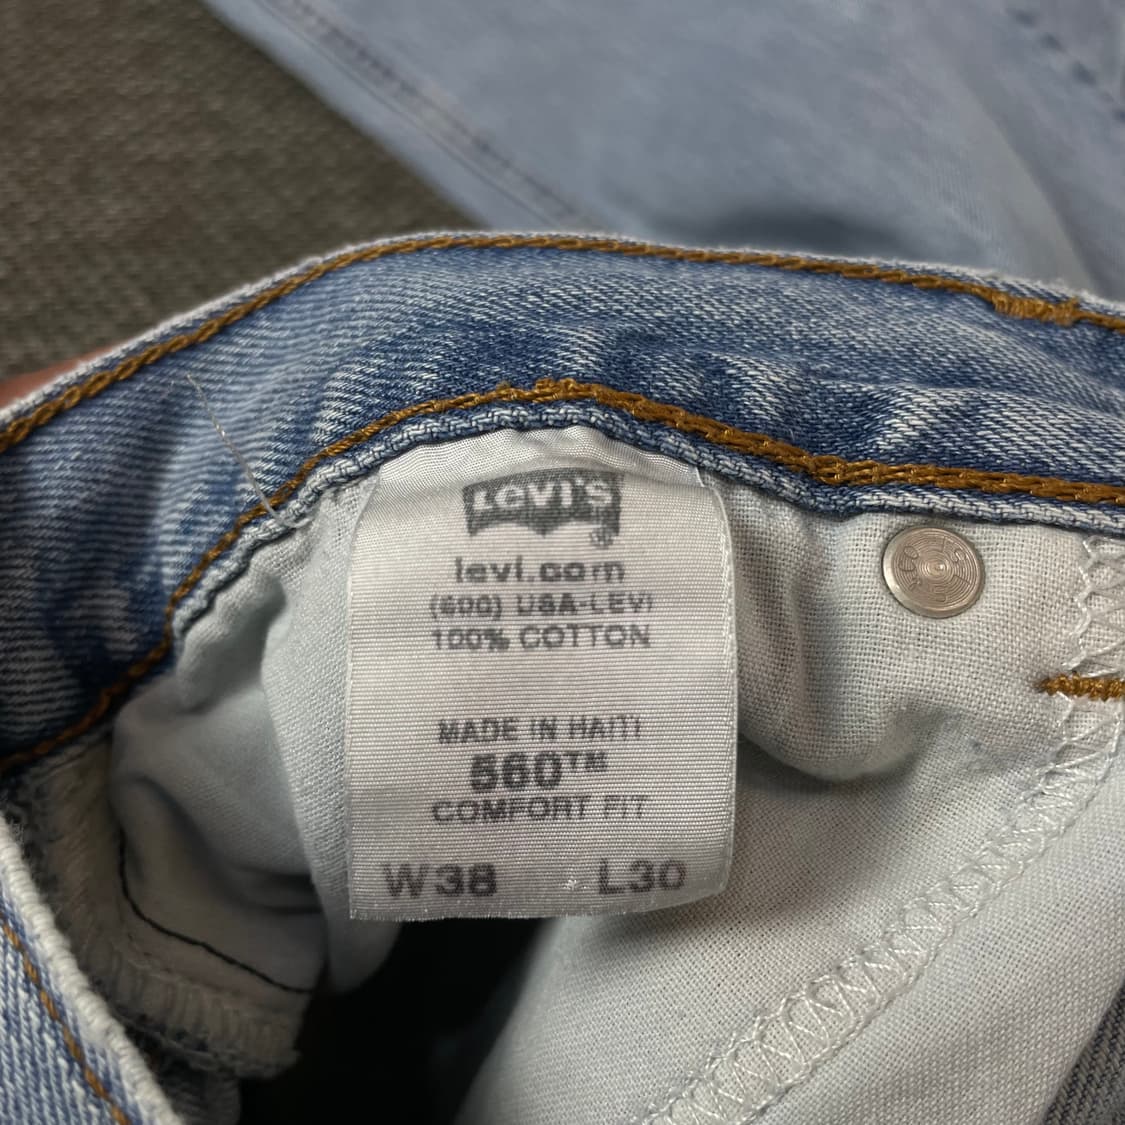 LEVI'S
levi.com
(800) USA-LEVI
100% COTTON
MADE IN HAITI
560™
COMFORT FIT
W38 L30